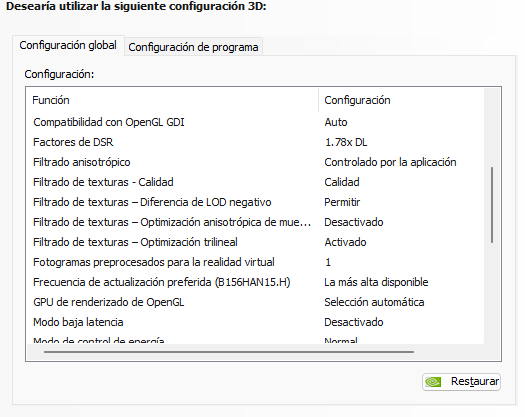 Desearía utilizar la siguiente configuración 3D:
Configuración global Configuración de programa
Configuración:
Función Configuración
Compatibilidad con OpenGL GDI Auto
Factores de DSR 1.78x DL
Filtrado anisotrópico Controlado por la aplicación
Filtrado de texturas - Calidad Calidad
Filtrado de texturas – Diferencia de LOD negativo Permitir
Filtrado de texturas – Optimización anisotrópica de mue... Desactivado
Filtrado de texturas – Optimización trilineal Activado
Fotogramas preprocesados para la realidad virtual 1
Frecuencia de actualización preferida (B156HAN15.H) La más alta disponible
GPU de renderizado de OpenGL Selección automática
Modo baja latencia Desactivado
Modo de control de energía Normal
Restaurar